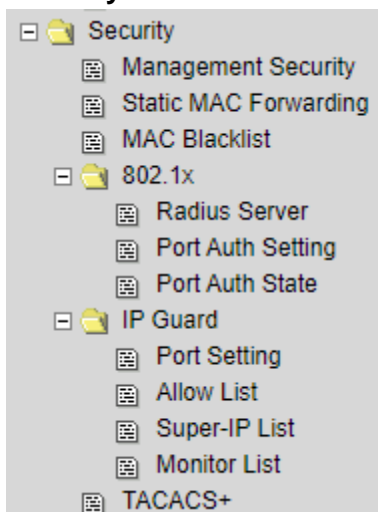 Security
Management Security
Static MAC Forwarding
MAC Blacklist
802.1x
Radius Server
Port Auth Setting
Port Auth State
IP Guard
Port Setting
Allow List
Super-IP List
Monitor List
TACACS+